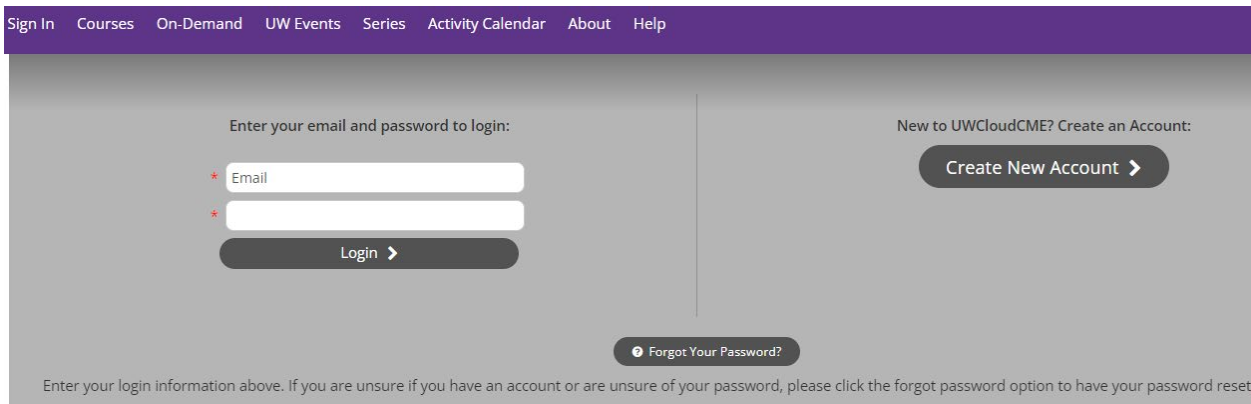 Sign In Courses On-Demand UW Events Series Activity Calendar About Help
Enter your email and password to login:
* Email
*
Login
New to UWCloudCME? Create an Account:
Create New Account
Forgot Your Password?
Enter your login information above. If you are unsure if you have an account or are unsure of your password, please click the forgot password option to have your password reset